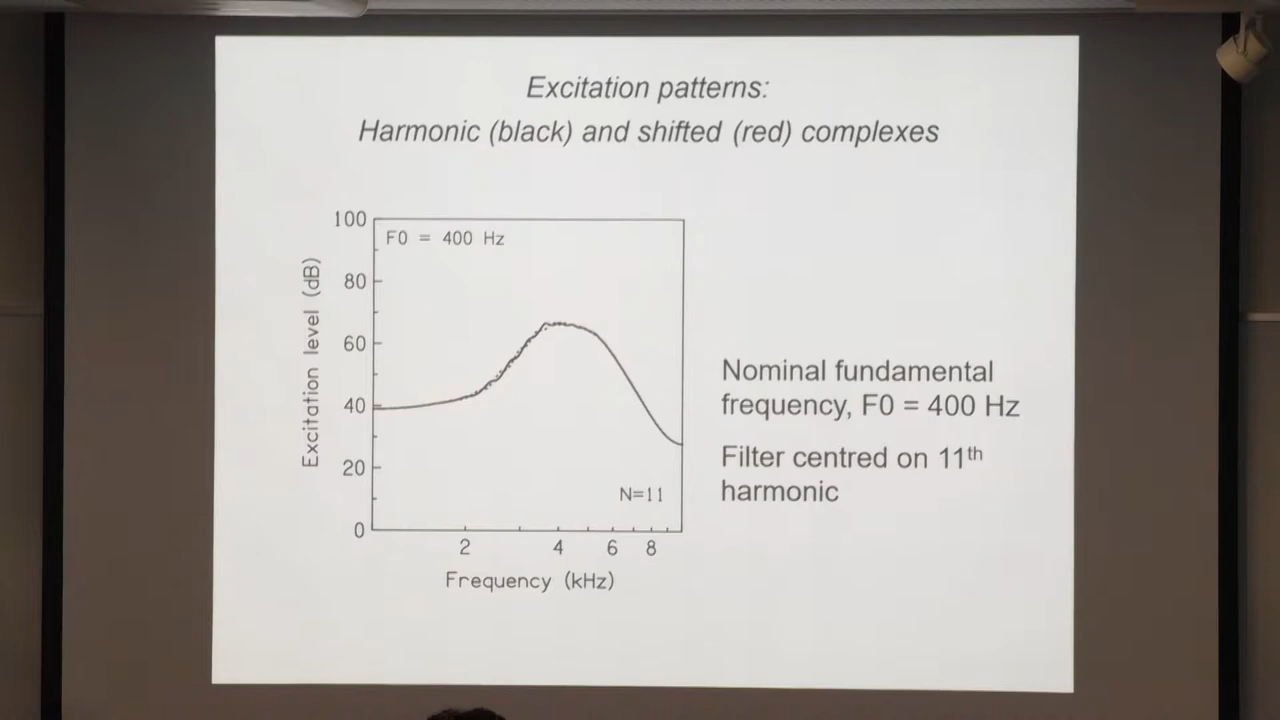 Excitation patterns:
Harmonic (black) and shifted (red) complexes
100
F0 = 400 Hz
80
60
40
20
0
Excitation level (dB)
N=11
2 4 6 8
Frequency (kHz)
Nominal fundamental
frequency, F0 = 400 Hz
Filter centred on 11th
harmonic